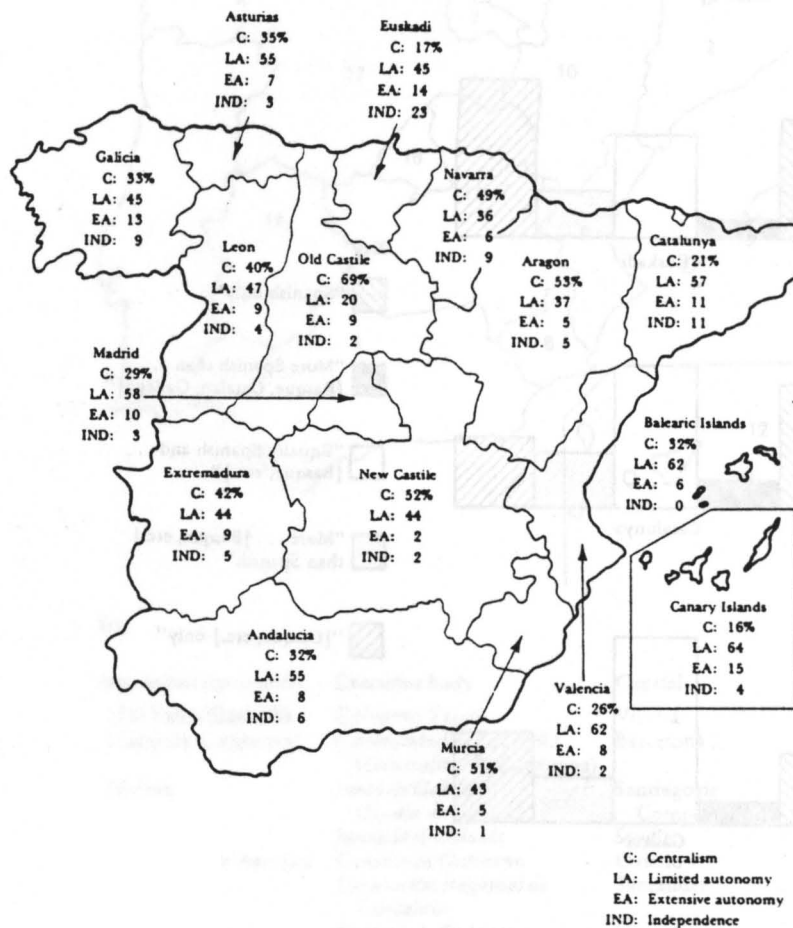 Asturias
C: 35%
LA: 55
EA: 7
IND: 3
Euskadi
C: 17%
LA: 45
EA: 14
IND: 23
Galicia
C: 33%
LA: 45
EA: 13
IND: 9
Navarra
C: 49%
LA: 36
EA: 6
IND: 9
Leon
C: 40%
LA: 47
EA: 9
IND: 4
Old Castile
C: 69%
LA: 20
EA: 9
IND: 2
Aragon
C: 53%
LA: 37
EA: 5
IND: 5
Catalunya
C: 21%
LA: 57
EA: 11
IND: 11
Madrid
C: 29%
LA: 58
EA: 10
IND: 3
Balearic Islands
C: 32%
LA: 62
EA: 6
IND: 0
Extremadura
C: 42%
LA: 44
EA: 9
IND: 5
New Castile
C: 52%
LA: 44
EA: 2
IND: 2
Canary Islands
C: 16%
LA: 64
EA: 15
IND: 4
Andalucia
C: 32%
LA: 55
EA: 8
IND: 6
Valencia
C: 26%
LA: 62
EA: 8
IND: 2
Murcia
C: 51%
LA: 43
EA: 5
IND: 1
C: Centralism
LA: Limited autonomy
EA: Extensive autonomy
IND: Independence